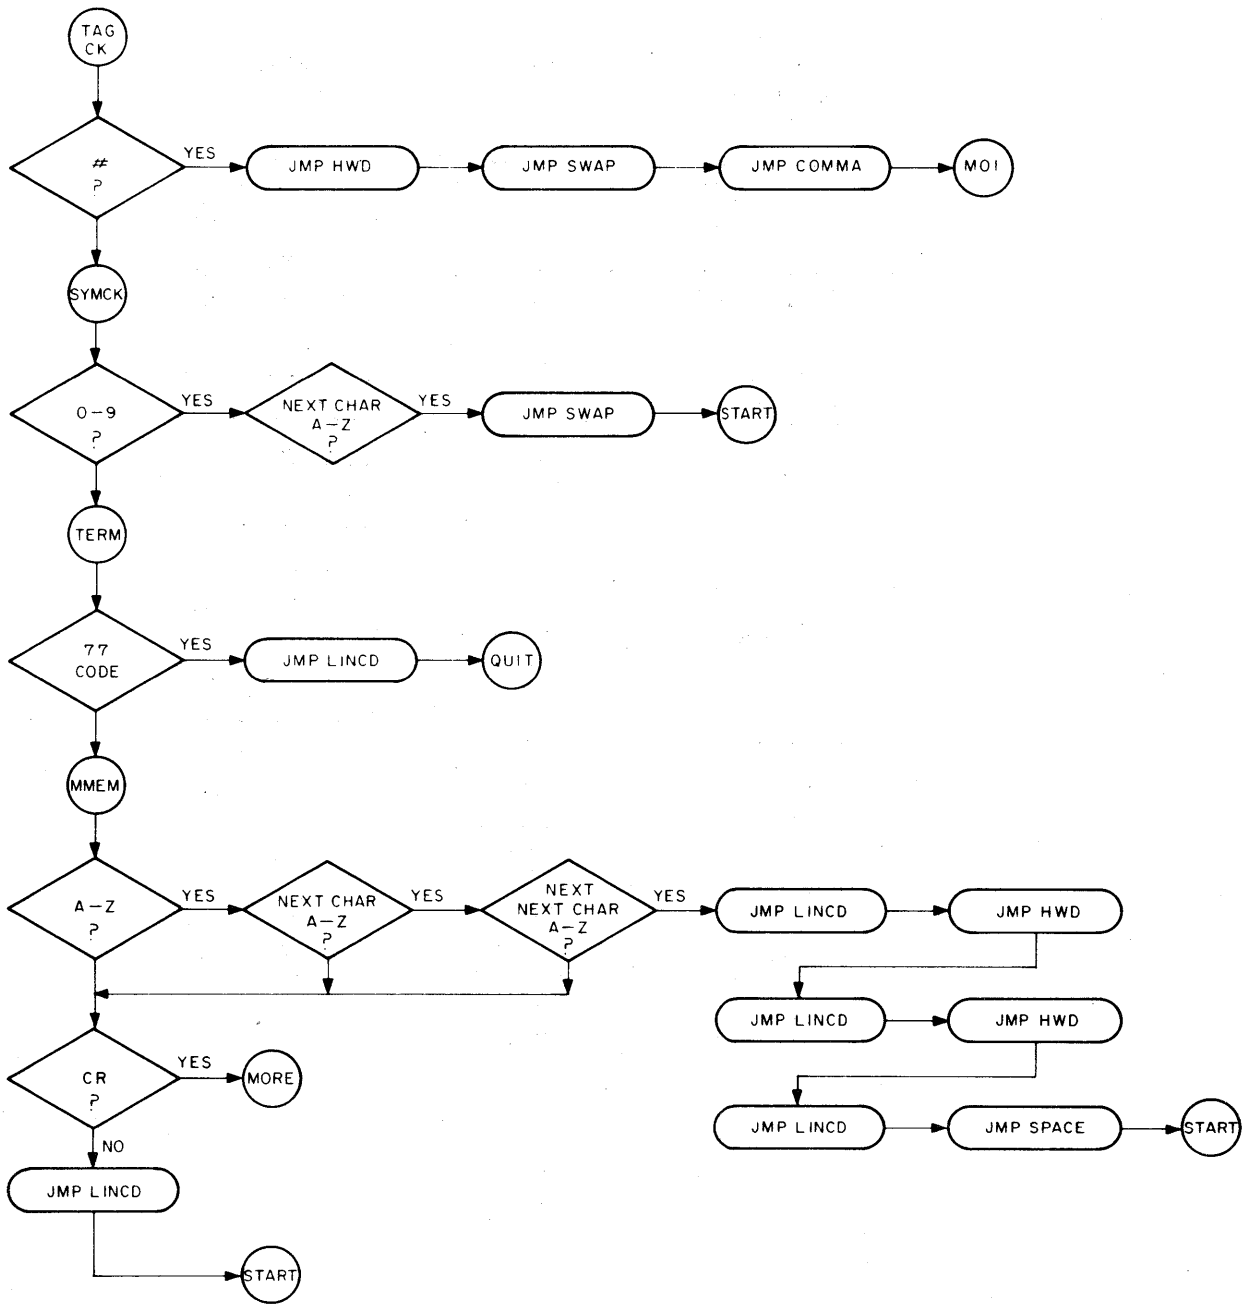 TAG
CK
#
?
YES
JMP HWD
JMP SWAP
JMP COMMA
MO1
SYMCK
0-9
?
YES
NEXT CHAR
A-Z
?
YES
JMP SWAP
START
TERM
77
CODE
YES
JMP LINCD
QUIT
MMEM
A-Z
?
YES
NEXT CHAR
A-Z
?
YES
NEXT
NEXT CHAR
A-Z
?
YES
JMP LINCD
JMP HWD
JMP LINCD
JMP HWD
CR
?
YES
MORE
JMP LINCD
JMP SPACE
START
NO
JMP LINCD
START